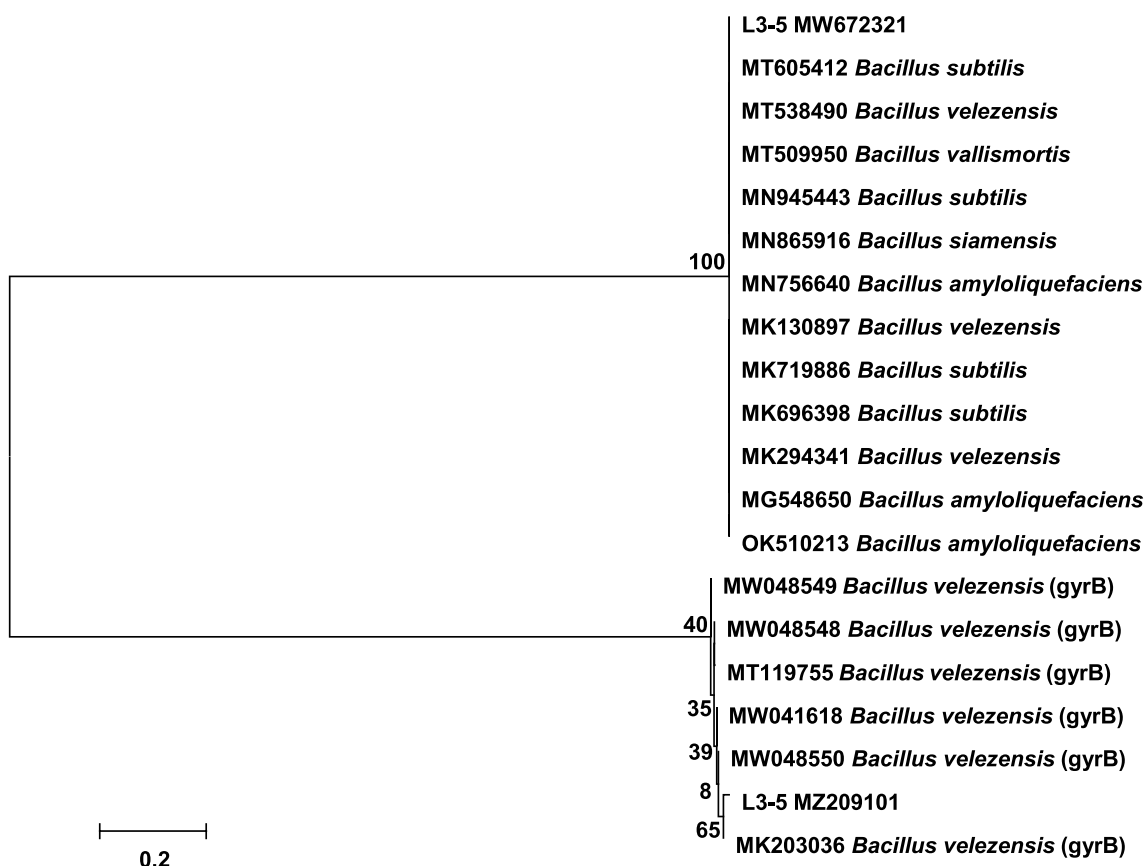 L3-5 MW672321
MT605412 Bacillus subtilis
MT538490 Bacillus velezensis
MT509950 Bacillus vallismortis
MN945443 Bacillus subtilis
MN865916 Bacillus siamensis
100
MN756640 Bacillus amyloliquefaciens
MK130897 Bacillus velezensis
MK719886 Bacillus subtilis
MK696398 Bacillus subtilis
MK294341 Bacillus velezensis
MG548650 Bacillus amyloliquefaciens
OK510213 Bacillus amyloliquefaciens
MW048549 Bacillus velezensis (gyrB)
40
MW048548 Bacillus velezensis (gyrB)
MT119755 Bacillus velezensis (gyrB)
35
MW041618 Bacillus velezensis (gyrB)
39
MW048550 Bacillus velezensis (gyrB)
8
L3-5 MZ209101
65
MK203036 Bacillus velezensis (gyrB)
0.2